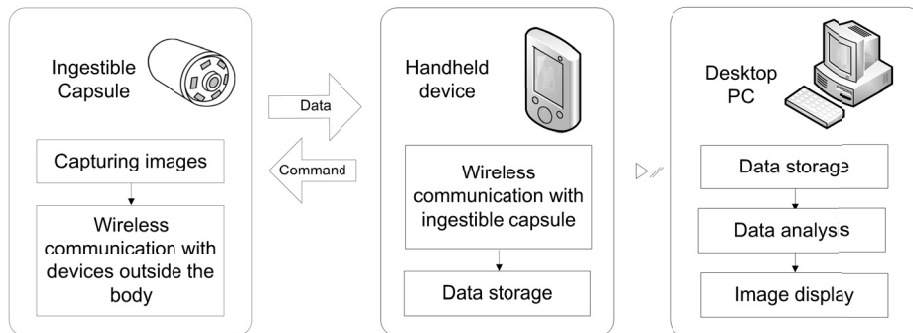 Ingestible
Capsule
Capturing images
Wireless
communication with
devices outside the
body
Data
Command
Handheld
device
Wireless
communication with
ingestible capsule
Data storage
Desktop
PC
Data storage
Data analysis
Image display